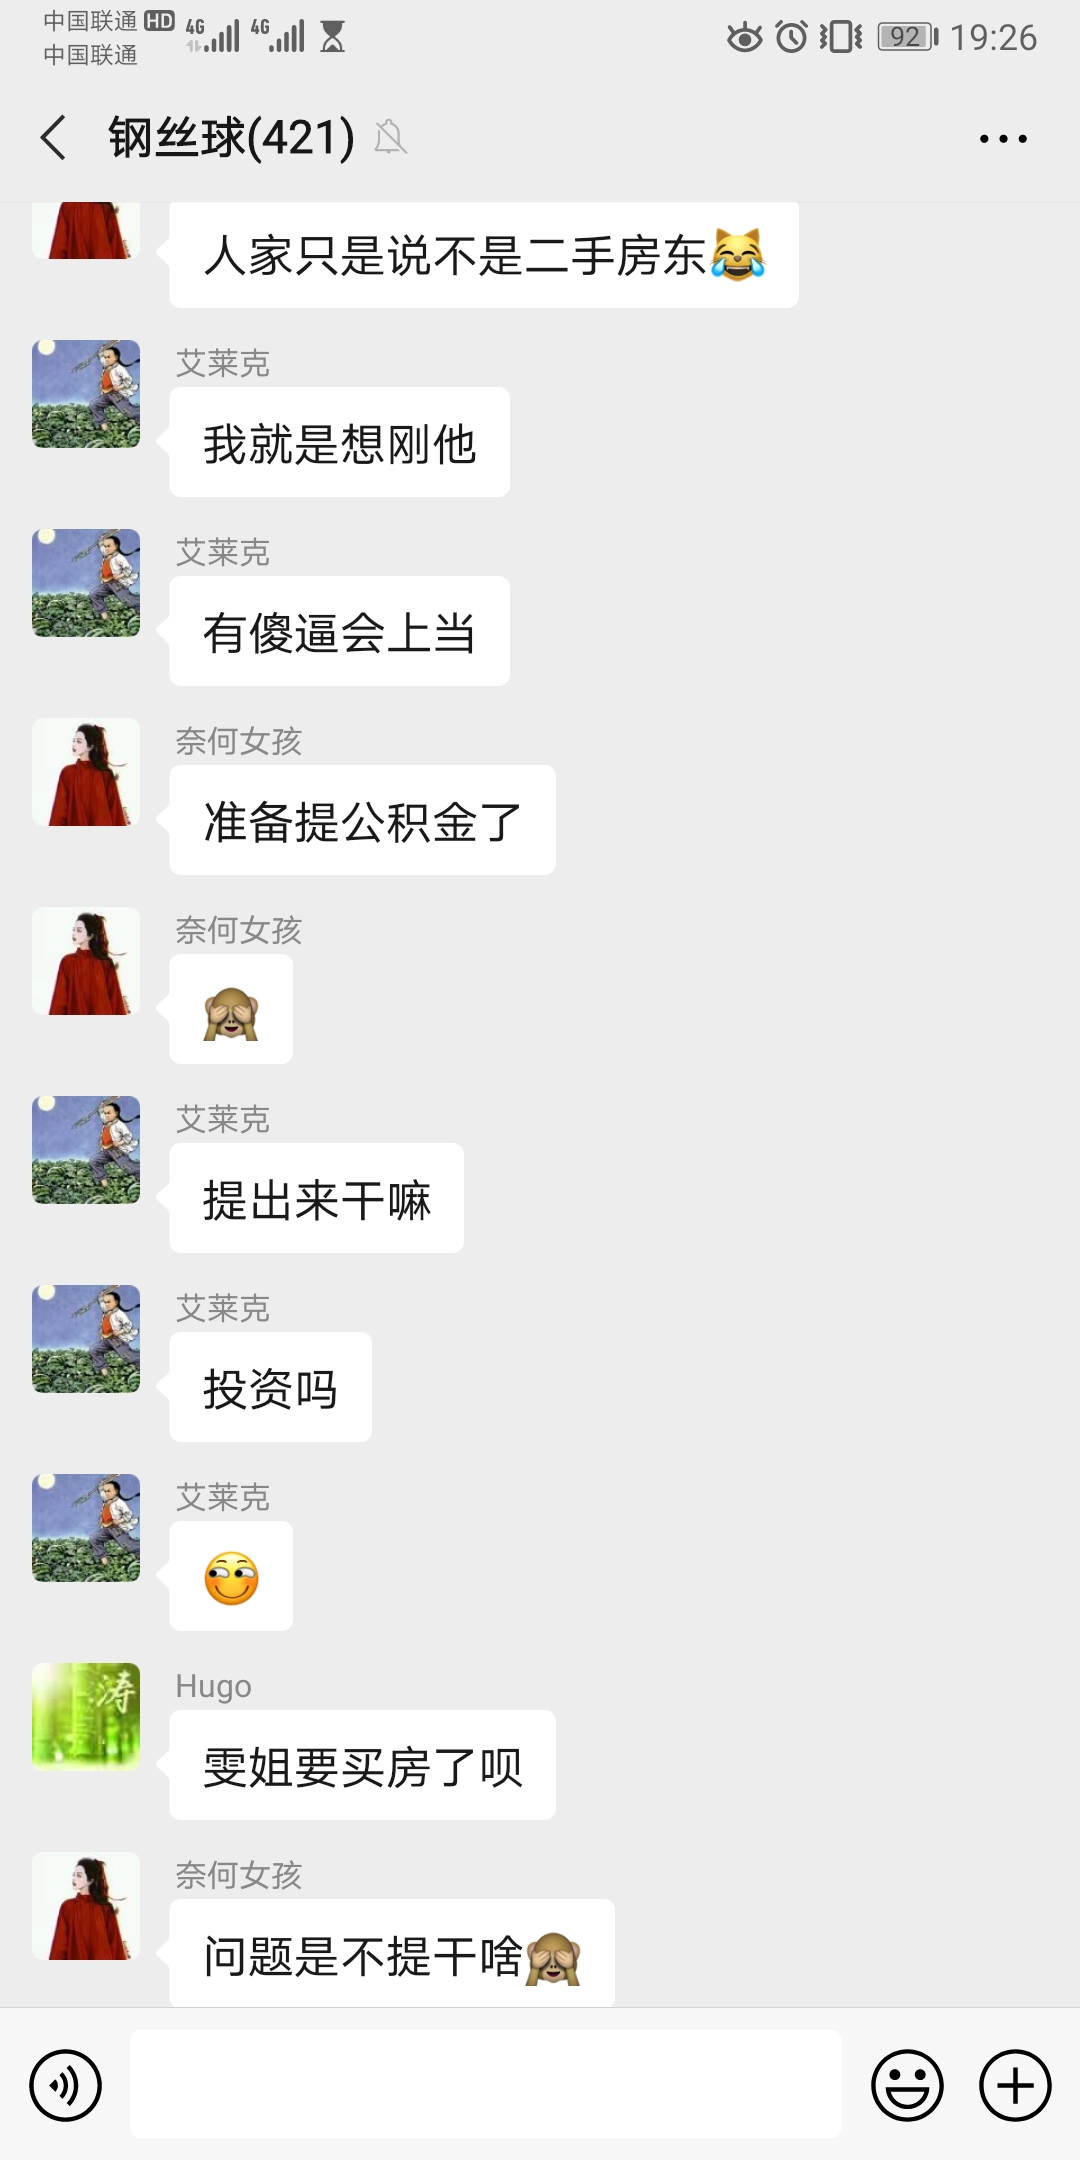 中国联通 HD 4G 4G 92 19:26
中国联通
钢丝球(421)
人家只是说不是二手房东😹
艾莱克
我就是想刚他
艾莱克
有傻逼会上当
奈何女孩
准备提公积金了
奈何女孩
🙈
艾莱克
提出来干嘛
艾莱克
投资吗
艾莱克
涛
Hugo
雯姐要买房了呗
奈何女孩
问题是不提干啥🙈